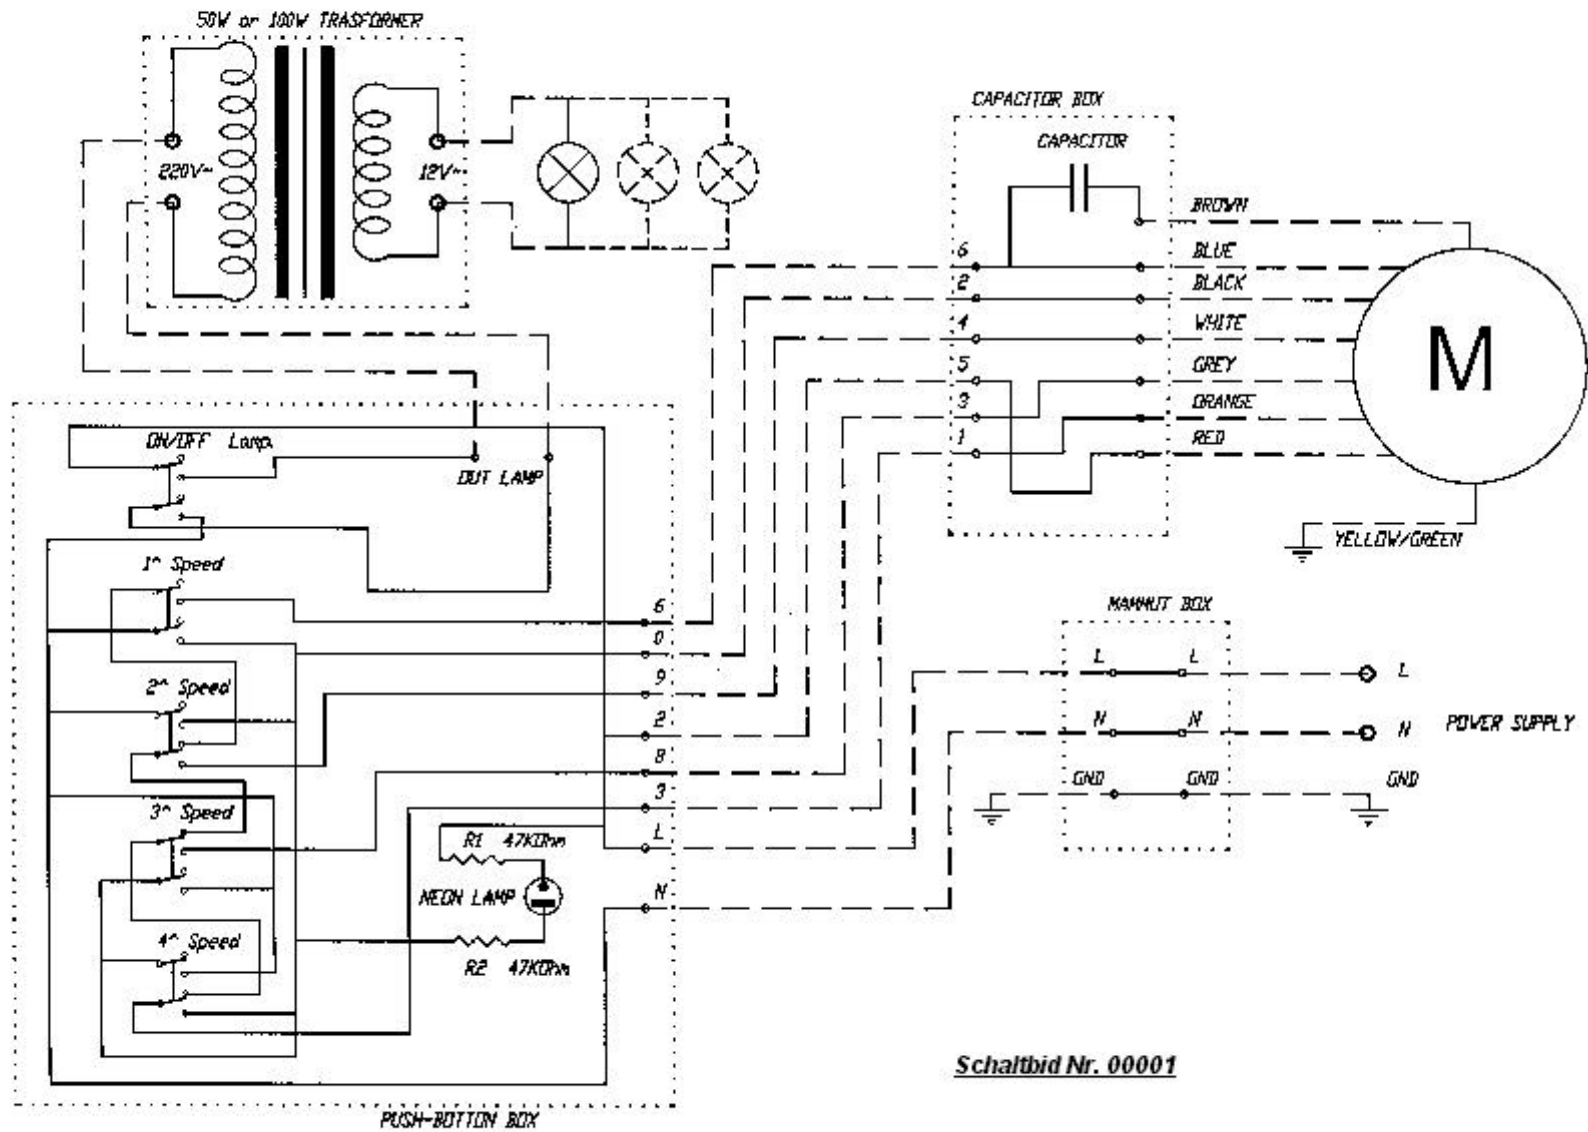 50W or 100W TRASFORMER
220V~
12V~
CAPACITOR BOX
CAPACITOR
BROWN
6 BLUE
2 BLACK
4 WHITE
5 GREY
3 ORANGE
1 RED
M
YELLOW/GREEN
ON/OFF Lamp.
OUT LAMP
1^ Speed
6
0
2^ Speed
9
2
8
3^ Speed
3
L
R1 47KOhm
NEON LAMP
N
4^ Speed
R2 47KOhm
PUSH-BOTTON BOX
MAMMUT BOX
L L L
N N N
POWER SUPPLY
GND GND GND
Schaltbid Nr. 00001